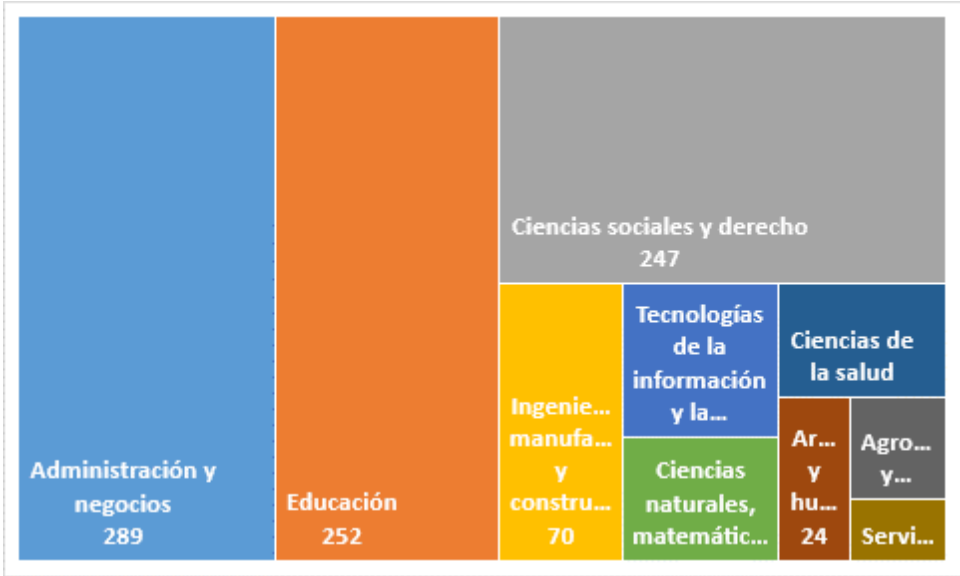 Administración y
negocios
289
Educación
252
Ciencias sociales y derecho
247
Ingenie...
manufa...
y
constru...
70
Tecnologías
de la
información
y la...
Ciencias
naturales,
matemátic...
Ciencias de
la salud
Ar...
y
hu...
24
Agro...
y...
Servi...